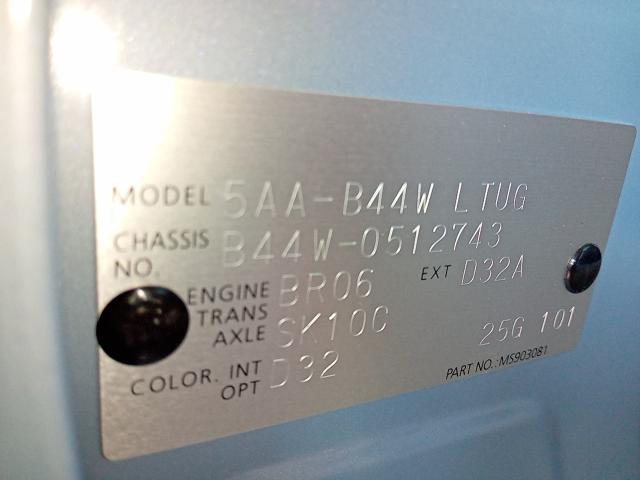 MODEL 5AA-B44W LTUG
CHASSIS NO. B44W-0512743
ENGINE BR06 EXT D32A
TRANS AXLE SK10C 25G 101
COLOR. INT OPT D32
PART NO.: MS903081